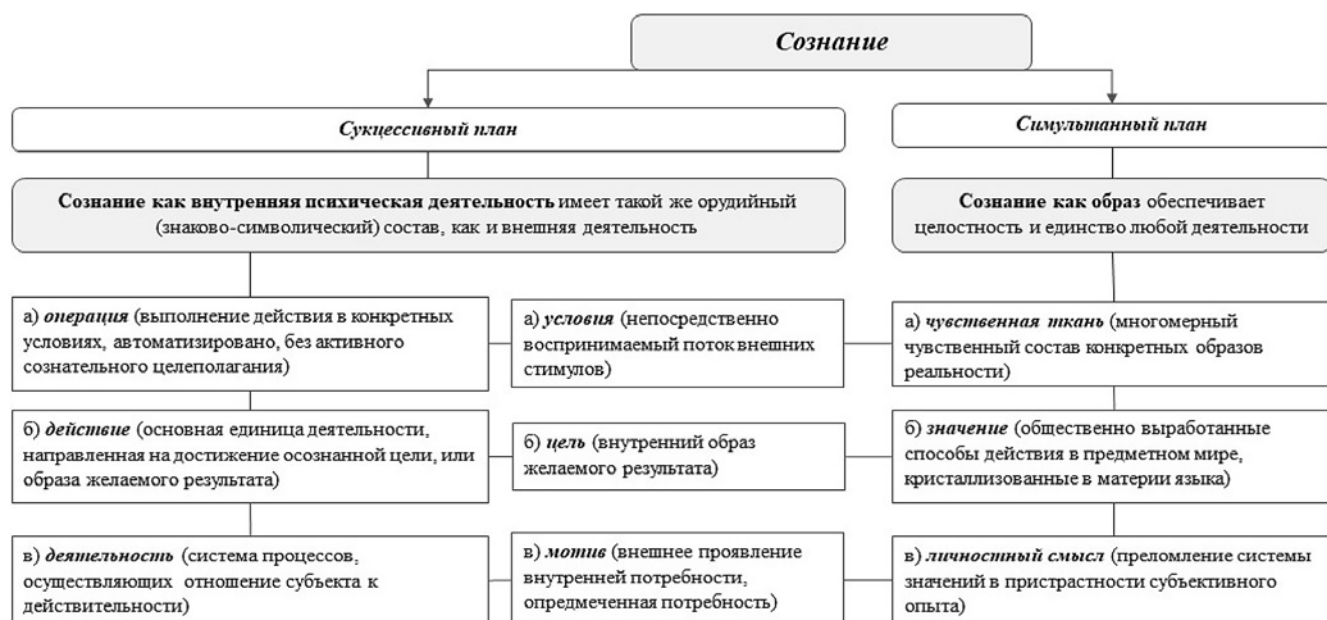 Сознание
Сукцессивный план
Симультанный план
Сознание как внутренняя психическая деятельность имеет такой же орудийный
(знаково-символический) состав, как и внешняя деятельность
Сознание как образ обеспечивает
целостность и единство любой деятельности
а) операция (выполнение действия в конкретных
условиях, автоматизировано, без активного
сознательного целеполагания)
а) условия (непосредственно
воспринимаемый поток внешних
стимулов)
а) чувственная ткань (многомерный
чувственный состав конкретных образов
реальности)
б) действие (основная единица деятельности,
направленная на достижение осознанной цели, или
образа желаемого результата)
б) цель (внутренний образ
желаемого результата)
б) значение (общественно выработанные
способы действия в предметном мире,
кристаллизованные в материи языка)
в) деятельность (система процессов,
осуществляющих отношение субъекта к
действительности)
в) мотив (внешнее проявление
внутренней потребности,
опредмеченная потребность)
в) личностный смысл (преломление системы
значений в пристрастности субъективного
опыта)